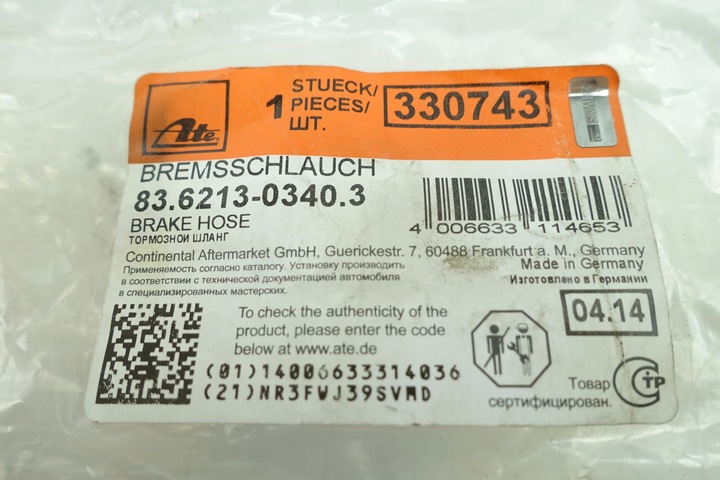 Ate
1
STUECK/
PIECES/
ШТ.
330743
BREMSSCHLAUCH
83.6213-0340.3
BRAKE HOSE
ТОРМОЗНОЙ ШЛАНГ
4 006633 114653
Continental Aftermarket GmbH, Guerickestr. 7, 60488 Frankfurt a. M., Germany
Made in Germany
Изготовлено в Германии
Применяемость согласно каталогу. Установку производить
в соответствии с технической документацией автомобиля
в специализированных мастерских.
04.14
To check the authenticity of the
product, please enter the code
below at www.ate.de
(01)14006633314036
(21)NR3FWJ39SVMD
Товар
сертифицирован.
СТР